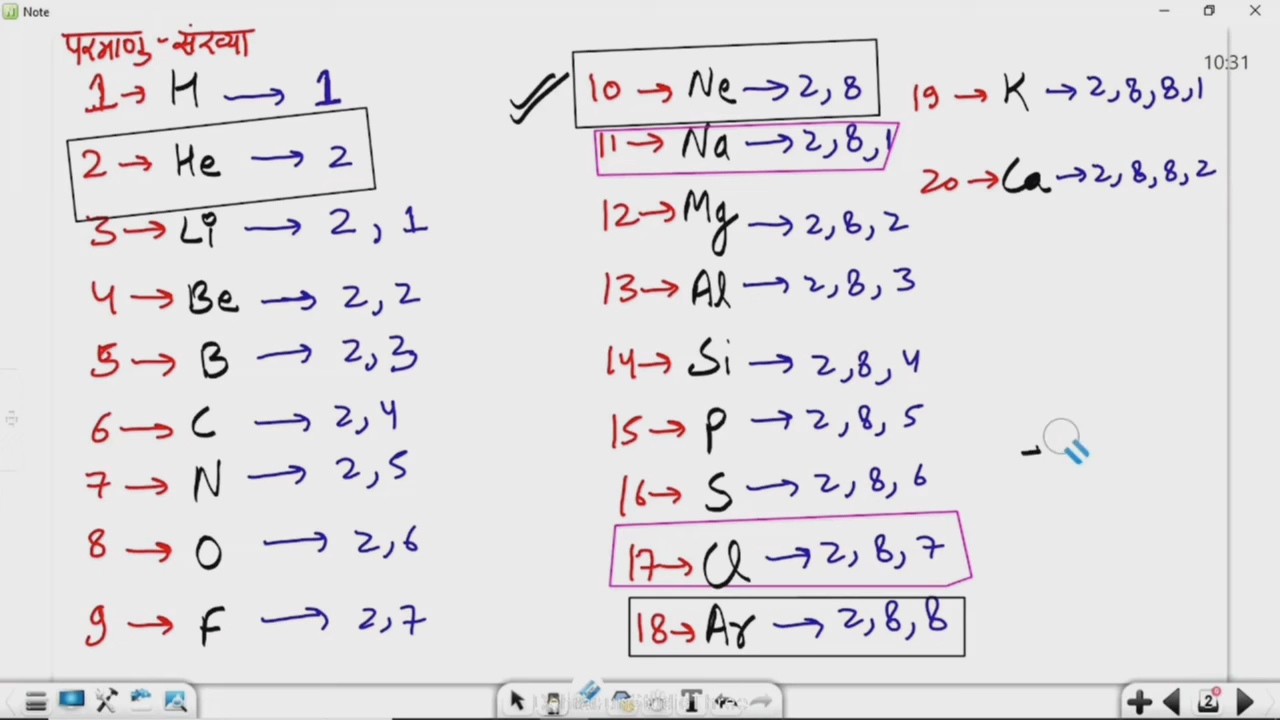 Note
परमाणु-संख्या
1 → H → 1
2 → He → 2
3 → Li → 2, 1
4 → Be → 2, 2
5 → B → 2, 3
6 → C → 2, 4
7 → N → 2, 5
8 → O → 2, 6
9 → F → 2, 7
10 → Ne → 2, 8
11 → Na → 2, 8, 1
12 → Mg → 2, 8, 2
13 → Al → 2, 8, 3
14 → Si → 2, 8, 4
15 → P → 2, 8, 5
16 → S → 2, 8, 6
17 → Cl → 2, 8, 7
18 → Ar → 2, 8, 8
10:31
19 → K → 2, 8, 8, 1
20 → Ca → 2, 8, 8, 2
T
2